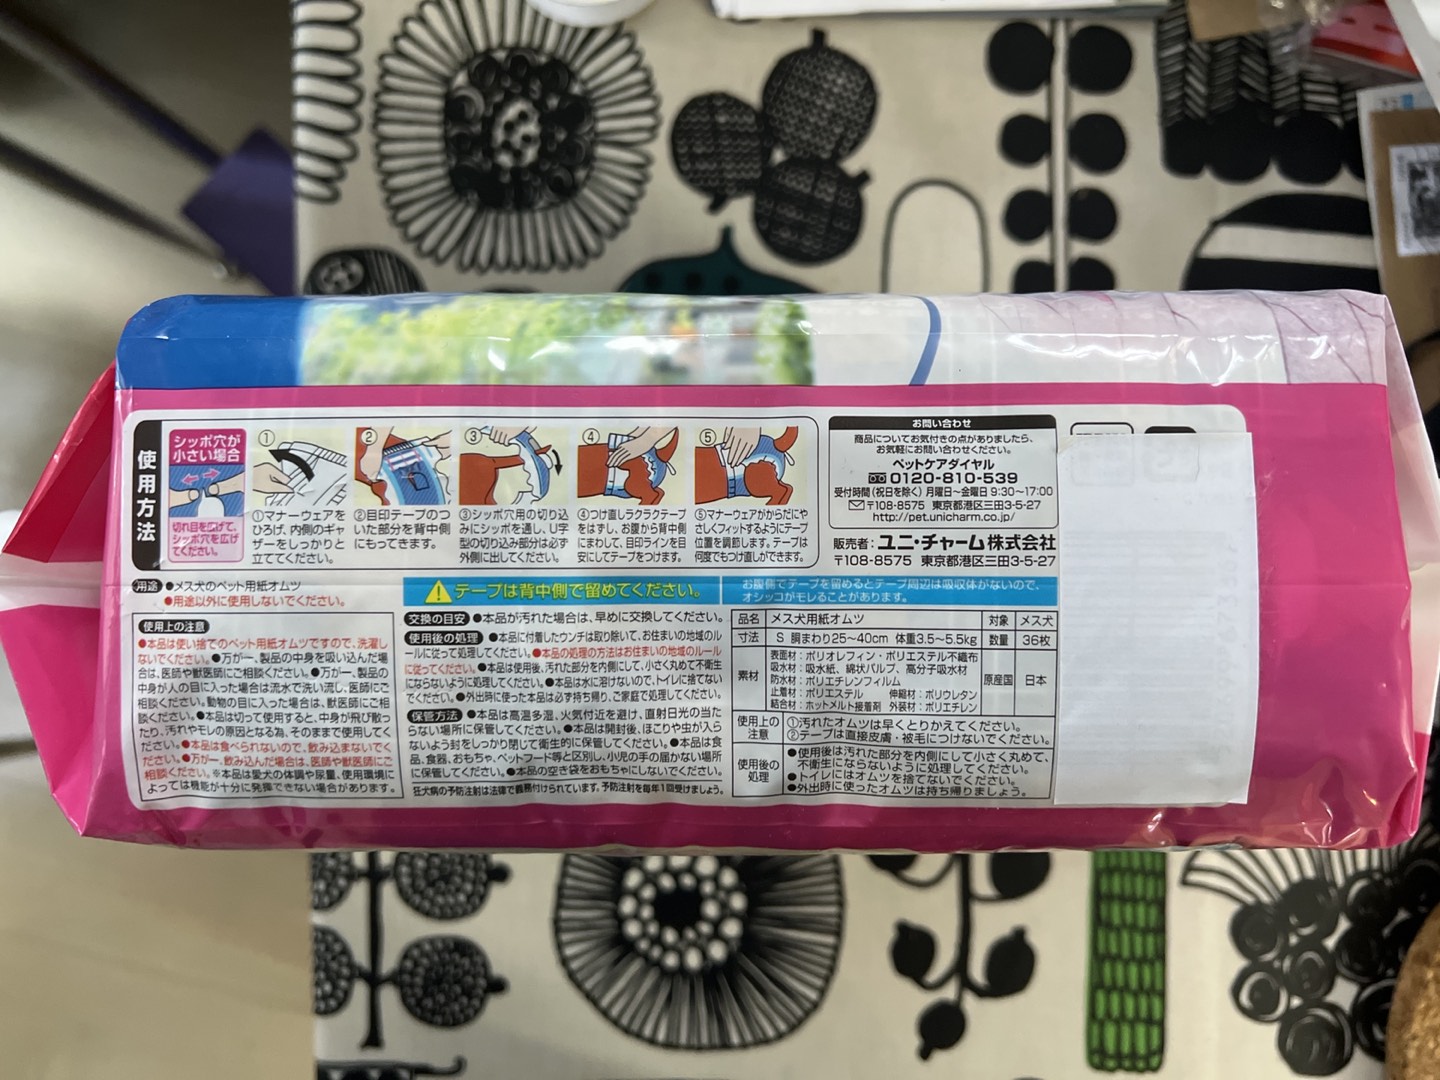 使用方法
シッポ穴が
小さい場合
切れ目を広げて、
シッポ穴を広げ
てください。
①
①マナーウェアを
ひろげ、内側のギャ
ザーをしっかりと
立ててください。
②
②目印テープのつ
いた部分を背中側
にもってきます。
③
③シッポ穴用の切り込
みにシッポを通し、U字
型の切り込み部分は必ず
外側に出してください。
④
④つけ直しラクラクテープ
をはずし、お腹から背中側
にまわして、目印ラインを目
安にしてテープをつけます。
⑤
⑤マナーウェアがからだにや
さしくフィットするようにテープ
位置を調節します。テープは
何度でもつけ直しができます。
お問い合わせ
商品についてお気付きの点がありましたら、
お気軽にお問い合わせください。
ペットケアダイヤル
0120-810-539
受付時間(祝日を除く) 月曜日~金曜日 9:30~17:00
〒108-8575 東京都港区三田3-5-27
http://pet.unicharm.co.jp/
販売者:ユニ・チャーム株式会社
〒108-8575 東京都港区三田3-5-27
用途 ●メス犬のペット用紙オムツ
●用途以外に使用しないでください。
テープは背中側で留めてください。
お腹側でテープを留めるとテープ周辺は吸収体がないので、
オシッコがモレることがあります。
使用上の注意
●本品は使い捨てのペット用紙オムツですので、洗濯し
ないでください。●万が一、製品の中身を吸い込んだ場
合は、医師や獣医師にご相談ください。●万が一、製品の
中身が人の目に入った場合は流水で洗い流し、医師にご
相談ください。動物の目に入った場合は、獣医師にご相
談ください。●本品は切って使用すると、中身が飛び散っ
たり、汚れやモレの原因となる為、そのままで使用してく
ださい。●本品は食べられないので、飲み込まないでく
ださい。●万が一、飲み込んだ場合は、医師や獣医師にご
相談ください。※本品は愛犬の体調や尿量、使用環境に
よっては機能が十分に発揮できない場合があります。
交換の目安 ●本品が汚れた場合は、早めに交換してください。
使用後の処理 ●本品に付着したウンチは取り除いて、お住まいの地域のル
ールに従って処理してください。●本品の処理の方法はお住まいの地域のルール
に従ってください。●本品は使用後、汚れた部分を内側にして、小さく丸めて不衛生
にならないように処理してください。●本品は水に溶けないので、トイレに捨てない
でください。●外出時に使った本品は必ず持ち帰り、ご家庭で処理してください。
保管方法 ●本品は高温多湿、火気付近を避け、直射日光の当た
らない場所に保管してください。●本品は開封後、ほこりや虫が入ら
ないよう封をしっかり閉じて衛生的に保管してください。●本品は食
品、食器、おもちゃ、ペットフード等と区別し、小児の手の届かない場所
に保管してください。●本品の空き袋をおもちゃにしないでください。
狂犬病の予防注射は法律で義務付けられています。予防注射を毎年1回受けましょう。
品名 メス犬用紙オムツ 対象 メス犬
寸法 S 胴まわり25~40cm 体重3.5~5.5kg 数量 36枚
素材
表面材:ポリオレフィン・ポリエステル不織布
吸水材:吸水紙、綿状パルプ、高分子吸水材
防水材:ポリエチレンフィルム
止着材:ポリエステル 伸縮材:ポリウレタン
結合材:ホットメルト接着剤 外装材:ポリエチレン
原産国 日本
使用上の
注意
①汚れたオムツは早くとりかえてください。
②テープは直接皮膚・被毛につけないでください。
使用後の
処理
●使用後は汚れた部分を内側にして小さく丸めて、
不衛生にならないように処理してください。
●トイレにはオムツを捨てないでください。
●外出時に使ったオムツは持ち帰りましょう。